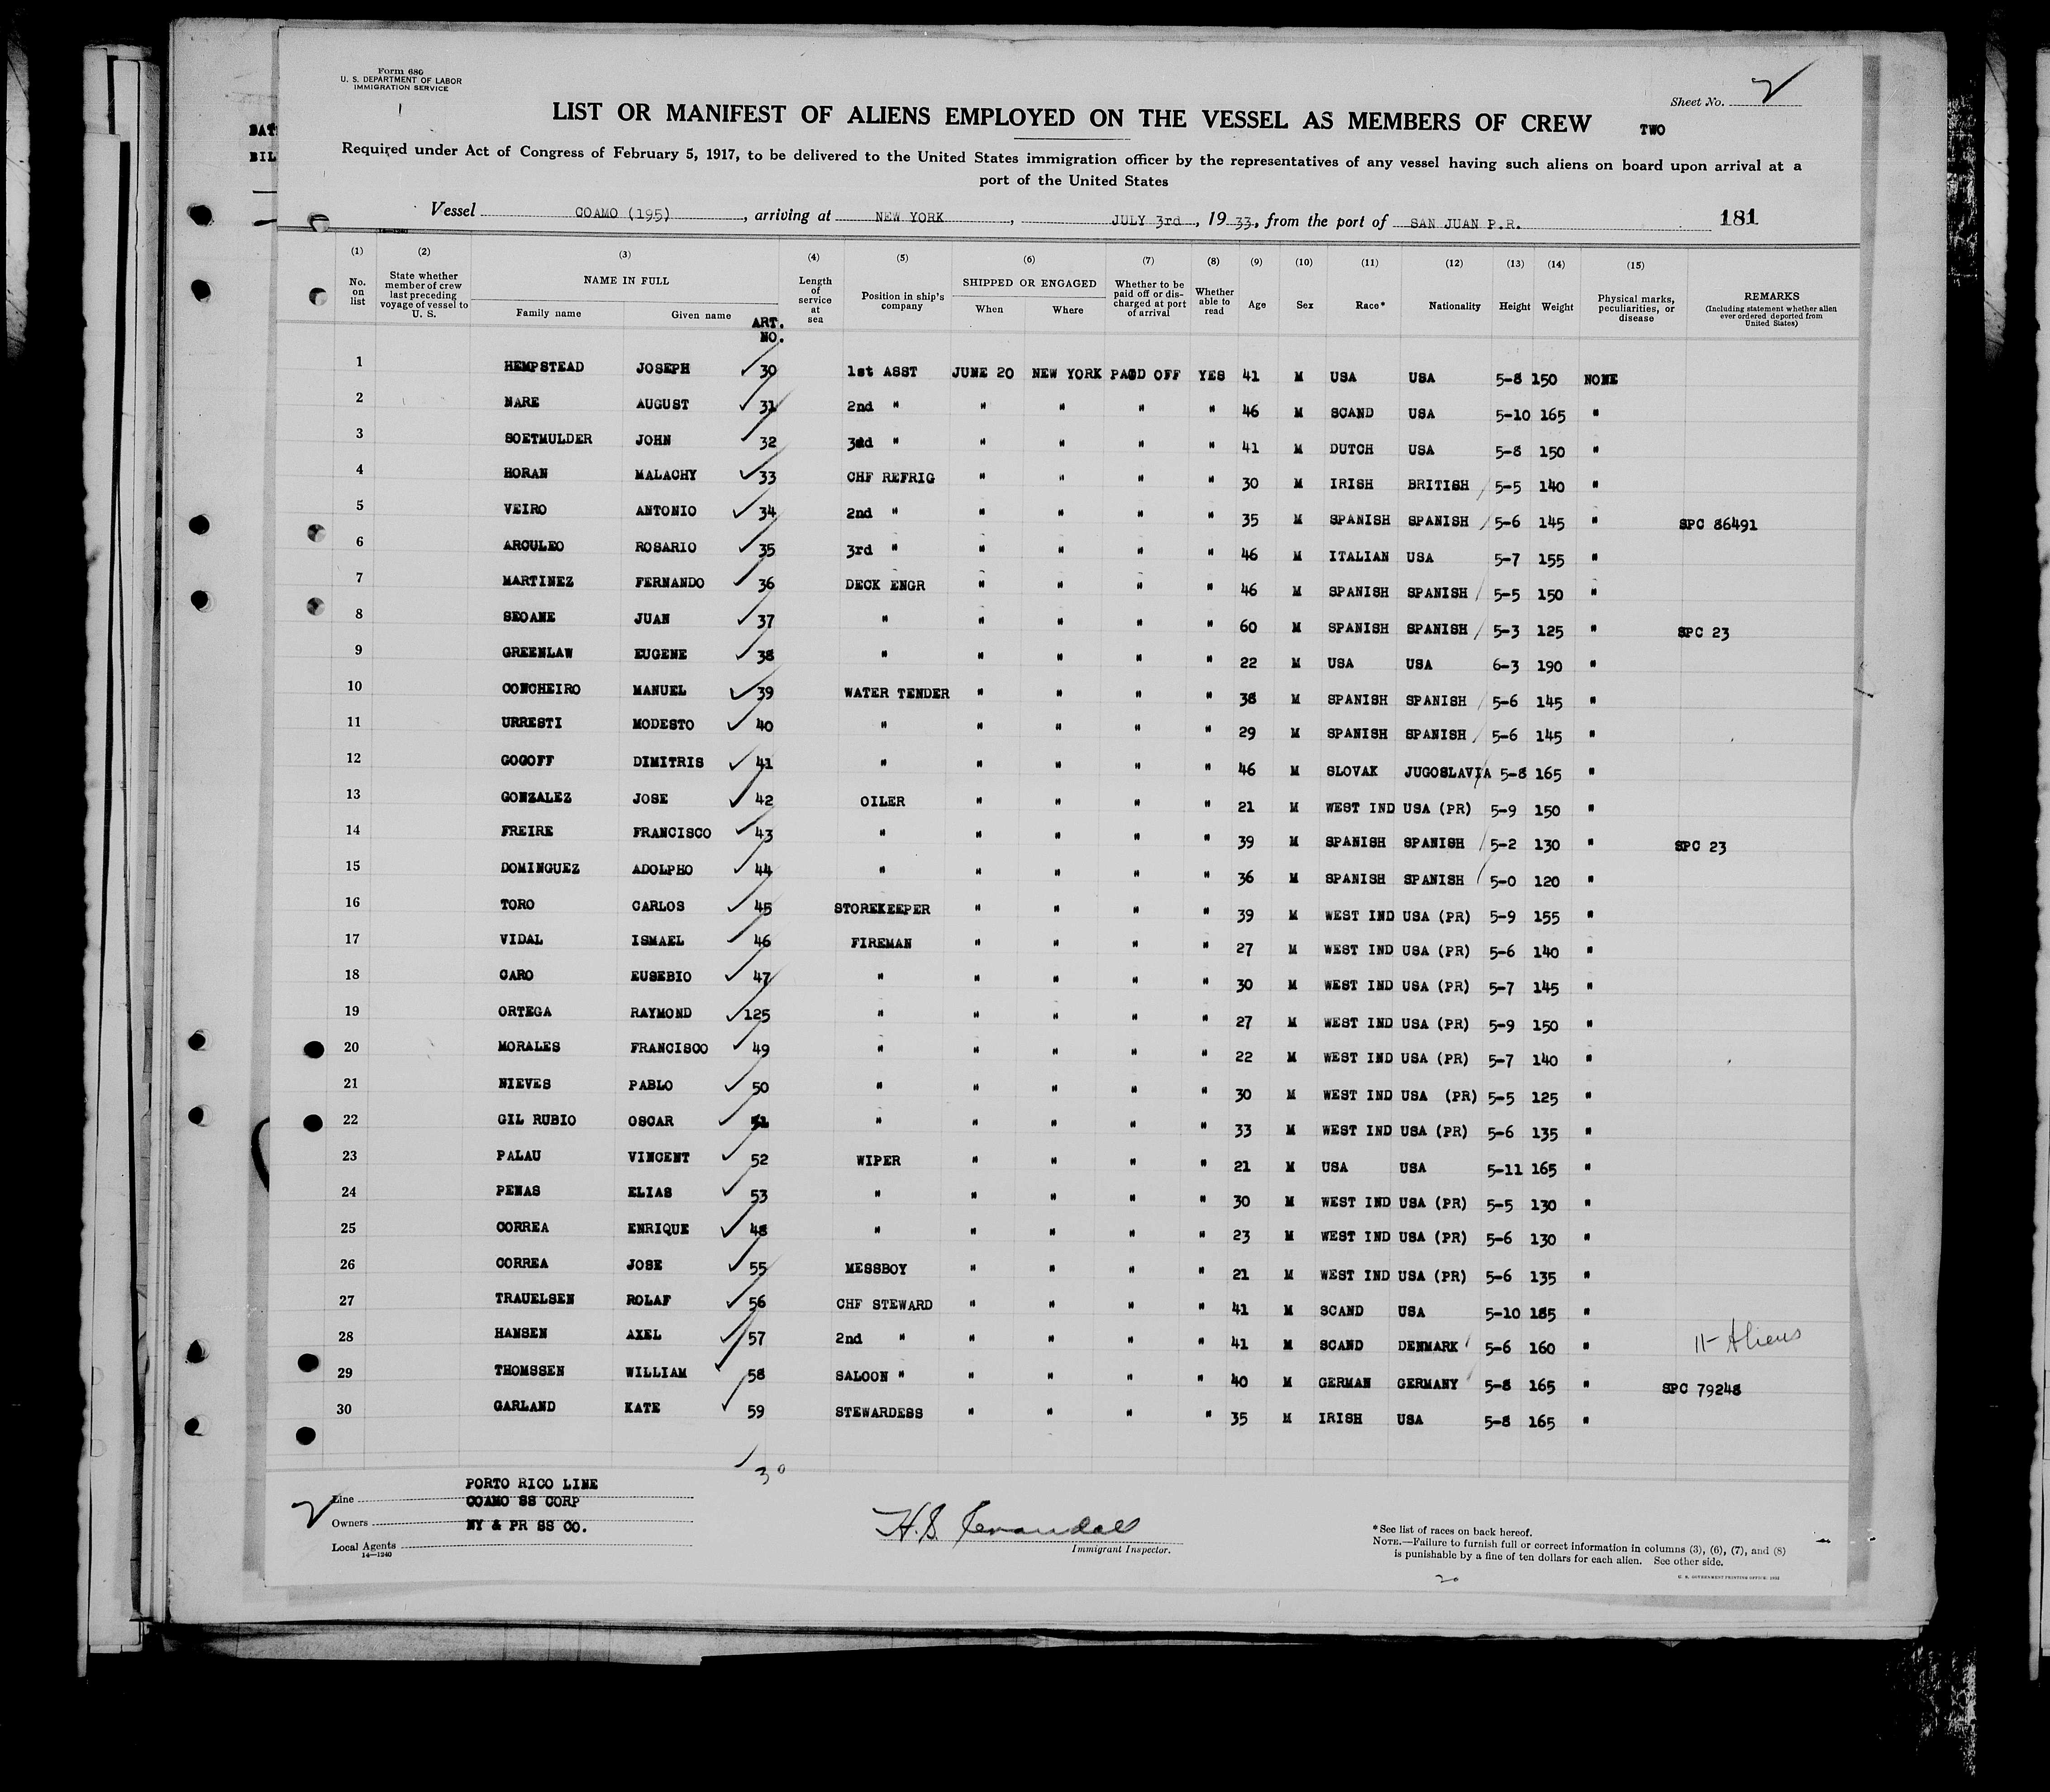 Form 680
U. S. DEPARTMENT OF LABOR
IMMIGRATION SERVICE
Sheet No. 2
TWO
LIST OR MANIFEST OF ALIENS EMPLOYED ON THE VESSEL AS MEMBERS OF CREW
Required under Act of Congress of February 5, 1917, to be delivered to the United States immigration officer by the representatives of any vessel having such aliens on board upon arrival at a
port of the United States
Vessel COAMO (195), arriving at NEW YORK, JULY 3rd, 1933, from the port of SAN JUAN P.R. 181
(1) (2) (3) (4) (5) (6) (7) (8) (9) (10) (11) (12) (13) (14) (15)
No. on list | State whether member of crew last preceding voyage of vessel to U. S. | NAME IN FULL Family name Given name ART. NO. | Length of service at sea | Position in ship's company | SHIPPED OR ENGAGED When Where | Whether to be paid off or discharged at port of arrival | Whether able to read | Age | Sex | Race* | Nationality | Height | Weight | Physical marks, peculiarities, or disease | REMARKS (Including statement whether alien ever ordered deported from United States)
1 HEMPSTEAD JOSEPH 30 1st ASST JUNE 20 NEW YORK PAOD OFF YES 41 M USA USA 5-8 150 NONE
2 NARE AUGUST 31 2nd " " " " " 46 M SCAND USA 5-10 165 "
3 SOETMULDER JOHN 32 3rd " " " " " 41 M DUTCH USA 5-8 150 "
4 HORAN MALACHY 33 CHF REFRIG " " " " 30 M IRISH BRITISH 5-5 140 "
5 VEIRO ANTONIO 34 2nd " " " " " 35 M SPANISH SPANISH 5-6 145 " SPC 86491
6 ARCULEO ROSARIO 35 3rd " " " " " 46 M ITALIAN USA 5-7 155 "
7 MARTINEZ FERNANDO 36 DECK ENGR " " " " 46 M SPANISH SPANISH 5-5 150 "
8 SEOANE JUAN 37 " " " " " 60 M SPANISH SPANISH 5-3 125 " SPC 23
9 GREENLAW EUGENE 38 " " " " " 22 M USA USA 6-3 190 "
10 CONCHEIRO MANUEL 39 WATER TENDER " " " " 38 M SPANISH SPANISH 5-6 145 "
11 URRESTI MODESTO 40 " " " " " 29 M SPANISH SPANISH 5-6 145 "
12 GOGOFF DIMITRIS 41 " " " " " 46 M SLOVAK JUGOSLAVIA 5-8 165 "
13 GONZALEZ JOSE 42 OILER " " " " 21 M WEST IND USA (PR) 5-9 150 "
14 FREIRE FRANCISCO 43 " " " " " 39 M SPANISH SPANISH 5-2 130 " SPC 23
15 DOMINGUEZ ADOLPHO 44 " " " " " 36 M SPANISH SPANISH 5-0 120 "
16 TORO CARLOS 45 STOREKEEPER " " " " 39 M WEST IND USA (PR) 5-9 155 "
17 VIDAL ISMAEL 46 FIREMAN " " " " 27 M WEST IND USA (PR) 5-6 140 "
18 CARO EUSEBIO 47 " " " " " 30 M WEST IND USA (PR) 5-7 145 "
19 ORTEGA RAYMOND 125 " " " " " 27 M WEST IND USA (PR) 5-9 150 "
20 MORALES FRANCISCO 49 " " " " " 22 M WEST IND USA (PR) 5-7 140 "
21 NIEVES PABLO 50 " " " " " 30 M WEST IND USA (PR) 5-5 125 "
22 GIL RUBIO OSCAR 51 " " " " " 33 M WEST IND USA (PR) 5-6 135 "
23 PALAU VINCENT 52 WIPER " " " " 21 M USA USA 5-11 165 "
24 PENAS ELIAS 53 " " " " " 30 M WEST IND USA (PR) 5-5 130 "
25 CORREA ENRIQUE 48 " " " " " 23 M WEST IND USA (PR) 5-6 130 "
26 CORREA JOSE 55 MESSBOY " " " " 21 M WEST IND USA (PR) 5-6 135 "
27 TRAUELSEN ROLAF 56 CHF STEWARD " " " " 41 M SCAND USA 5-10 185 "
28 HANSEN AXEL 57 2nd " " " " " 41 M SCAND DENMARK 5-6 160 " 11-Aliens
29 THOMSSEN WILLIAM 58 SALOON " " " " " 40 M GERMAN GERMANY 5-8 165 " SPC 79248
30 GARLAND KATE 59 STEWARDESS " " " " 35 M IRISH USA 5-8 165 "
30
Line PORTO RICO LINE
COAMO SS CORP
Owners NY & PR SS CO.
Local Agents
14—1240
H.S. Crandall
Immigrant Inspector.
*See list of races on back hereof.
NOTE.—Failure to furnish full or correct information in columns (3), (6), (7), and (8)
is punishable by a fine of ten dollars for each alien. See other side.
20